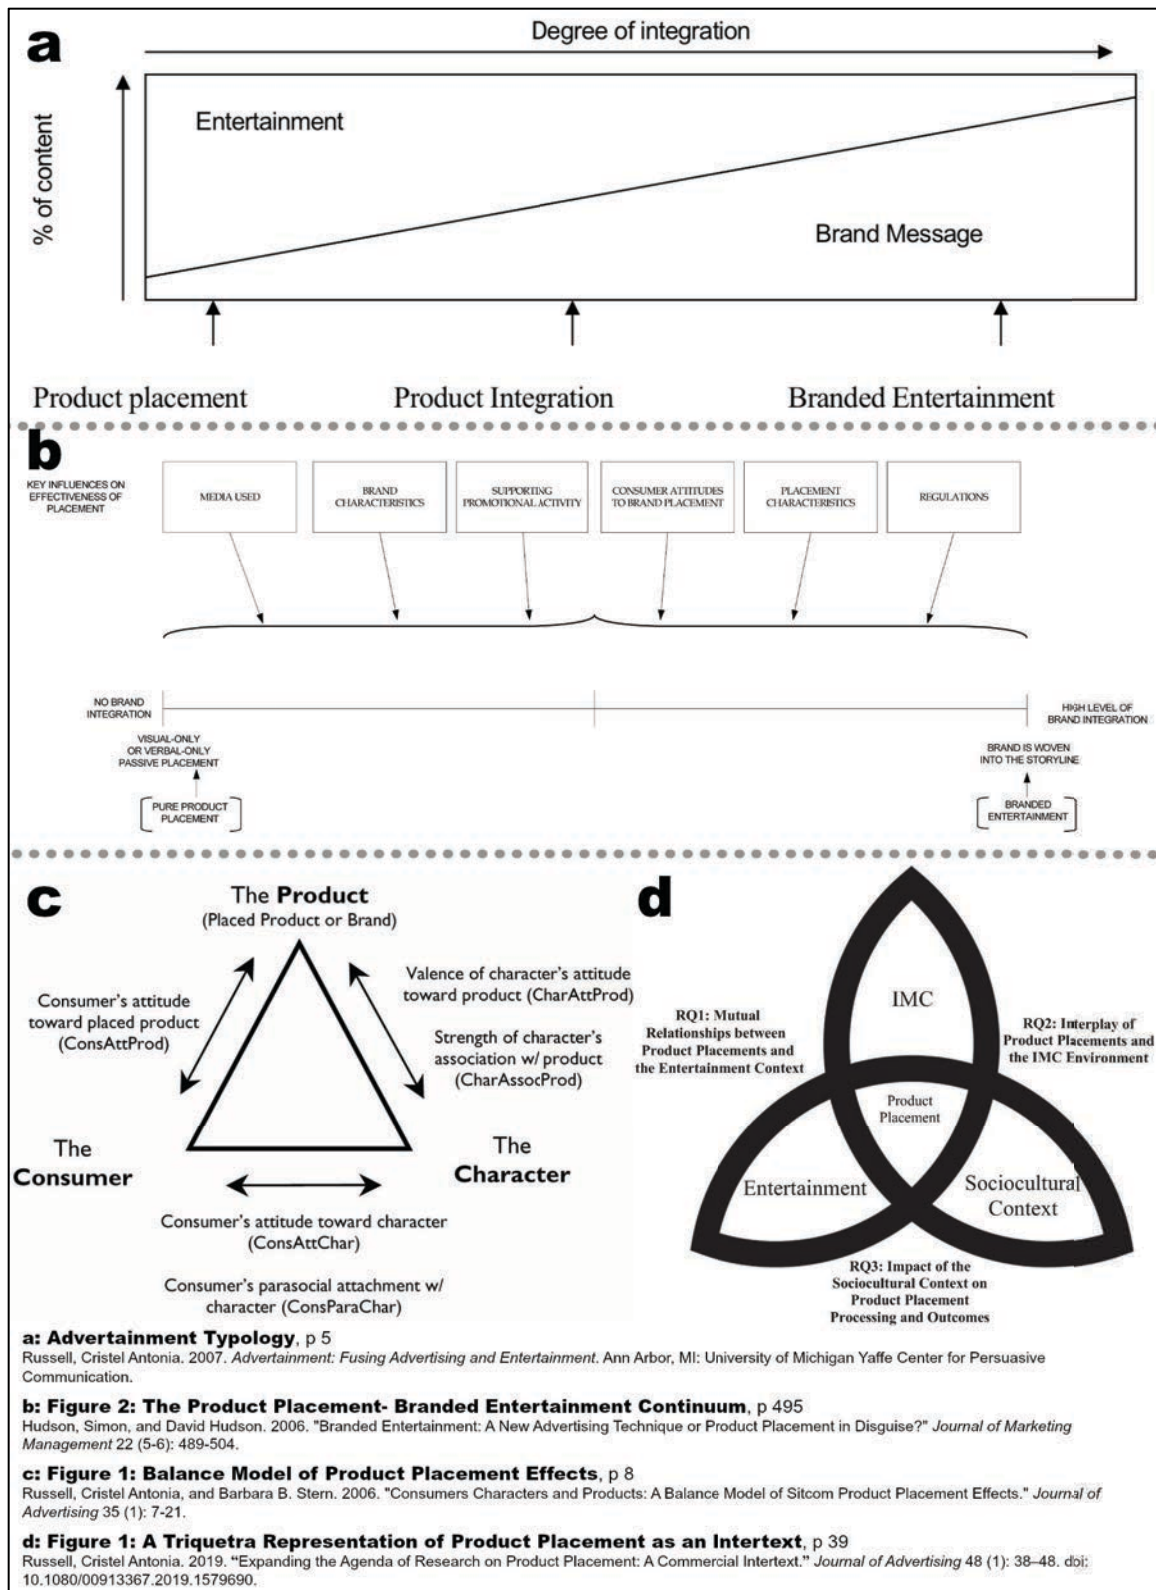 a
Degree of integration
% of content
Entertainment
Brand Message
Product placement
Product Integration
Branded Entertainment
b
KEY INFLUENCES ON
EFFECTIVENESS OF
PLACEMENT
MEDIA USED
BRAND
CHARACTERISTICS
SUPPORTING
PROMOTIONAL ACTIVITY
CONSUMER ATTITUDES
TO BRAND PLACEMENT
PLACEMENT
CHARACTERISTICS
REGULATIONS
NO BRAND
INTEGRATION
HIGH LEVEL OF
BRAND INTEGRATION
VISUAL-ONLY
OR VERBAL-ONLY
PASSIVE PLACEMENT
BRAND IS WOVEN
INTO THE STORYLINE
PURE PRODUCT
PLACEMENT
BRANDED
ENTERTAINMENT
c
The Product
(Placed Product or Brand)
Consumer's attitude
toward placed product
(ConsAttProd)
Valence of character's attitude
toward product (CharAttProd)
Strength of character's
association w/ product
(CharAssocProd)
The
Consumer
The
Character
Consumer's attitude toward character
(ConsAttChar)
Consumer's parasocial attachment w/
character (ConsParaChar)
d
IMC
RQ1: Mutual
Relationships between
Product Placements and
the Entertainment Context
RQ2: Interplay of
Product Placements and
the IMC Environment
Product
Placement
Entertainment
Sociocultural
Context
RQ3: Impact of the
Sociocultural Context on
Product Placement
Processing and Outcomes
a: Advertainment Typology, p 5
Russell, Cristel Antonia. 2007. Advertainment: Fusing Advertising and Entertainment. Ann Arbor, MI: University of Michigan Yaffe Center for Persuasive
Communication.
b: Figure 2: The Product Placement- Branded Entertainment Continuum, p 495
Hudson, Simon, and David Hudson. 2006. "Branded Entertainment: A New Advertising Technique or Product Placement in Disguise?" Journal of Marketing
Management 22 (5-6): 489-504.
c: Figure 1: Balance Model of Product Placement Effects, p 8
Russell, Cristel Antonia, and Barbara B. Stern. 2006. "Consumers Characters and Products: A Balance Model of Sitcom Product Placement Effects." Journal of
Advertising 35 (1): 7-21.
d: Figure 1: A Triquetra Representation of Product Placement as an Intertext, p 39
Russell, Cristel Antonia. 2019. “Expanding the Agenda of Research on Product Placement: A Commercial Intertext.” Journal of Advertising 48 (1): 38–48. doi:
10.1080/00913367.2019.1579690.